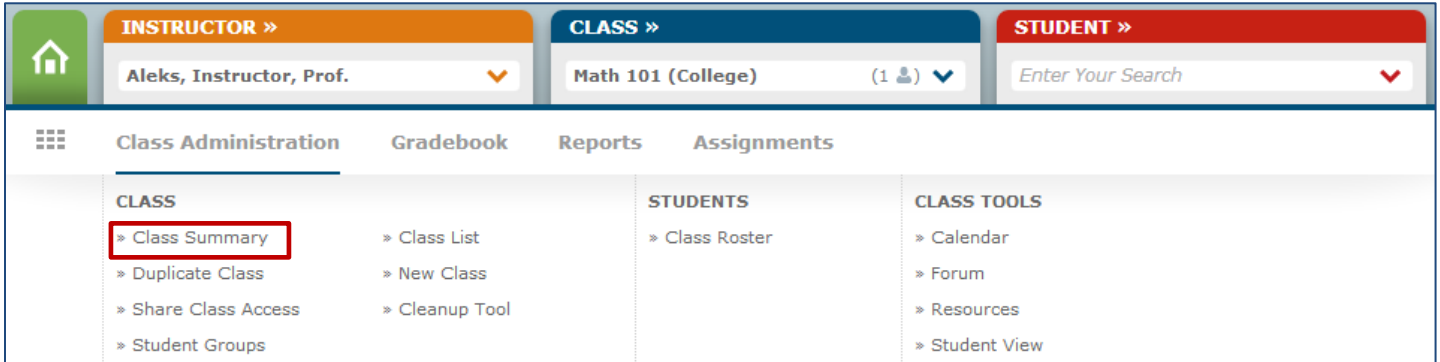 INSTRUCTOR »
CLASS »
STUDENT »
Aleks, Instructor, Prof.
Math 101 (College)
(1 )
Enter Your Search
Class Administration
Gradebook
Reports
Assignments
CLASS
» Class Summary
» Duplicate Class
» Share Class Access
» Student Groups
» Class List
» New Class
» Cleanup Tool
STUDENTS
» Class Roster
CLASS TOOLS
» Calendar
» Forum
» Resources
» Student View